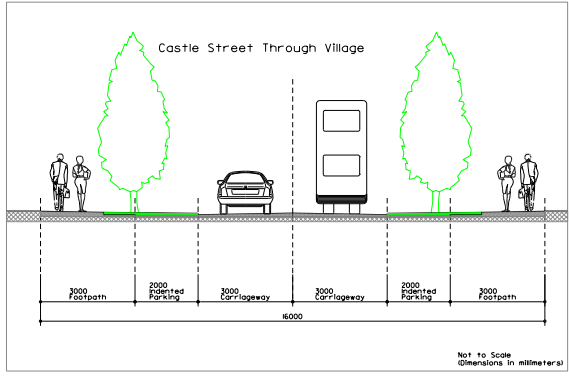 Castle Street Through Village
3000
Footpath
2000
Indented
Parking
3000
Carriageway
3000
Carriageway
2000
Indented
Parking
3000
Footpath
16000
Not to Scale
(Dimensions in millimeters)